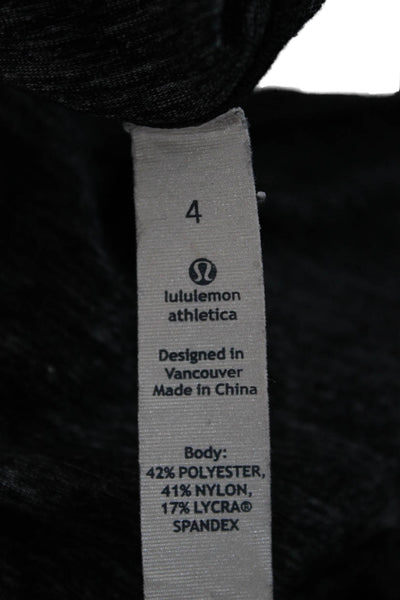 4
lululemon
athletica
Designed in
Vancouver
Made in China
Body:
42% POLYESTER,
41% NYLON,
17% LYCRA®
SPANDEX